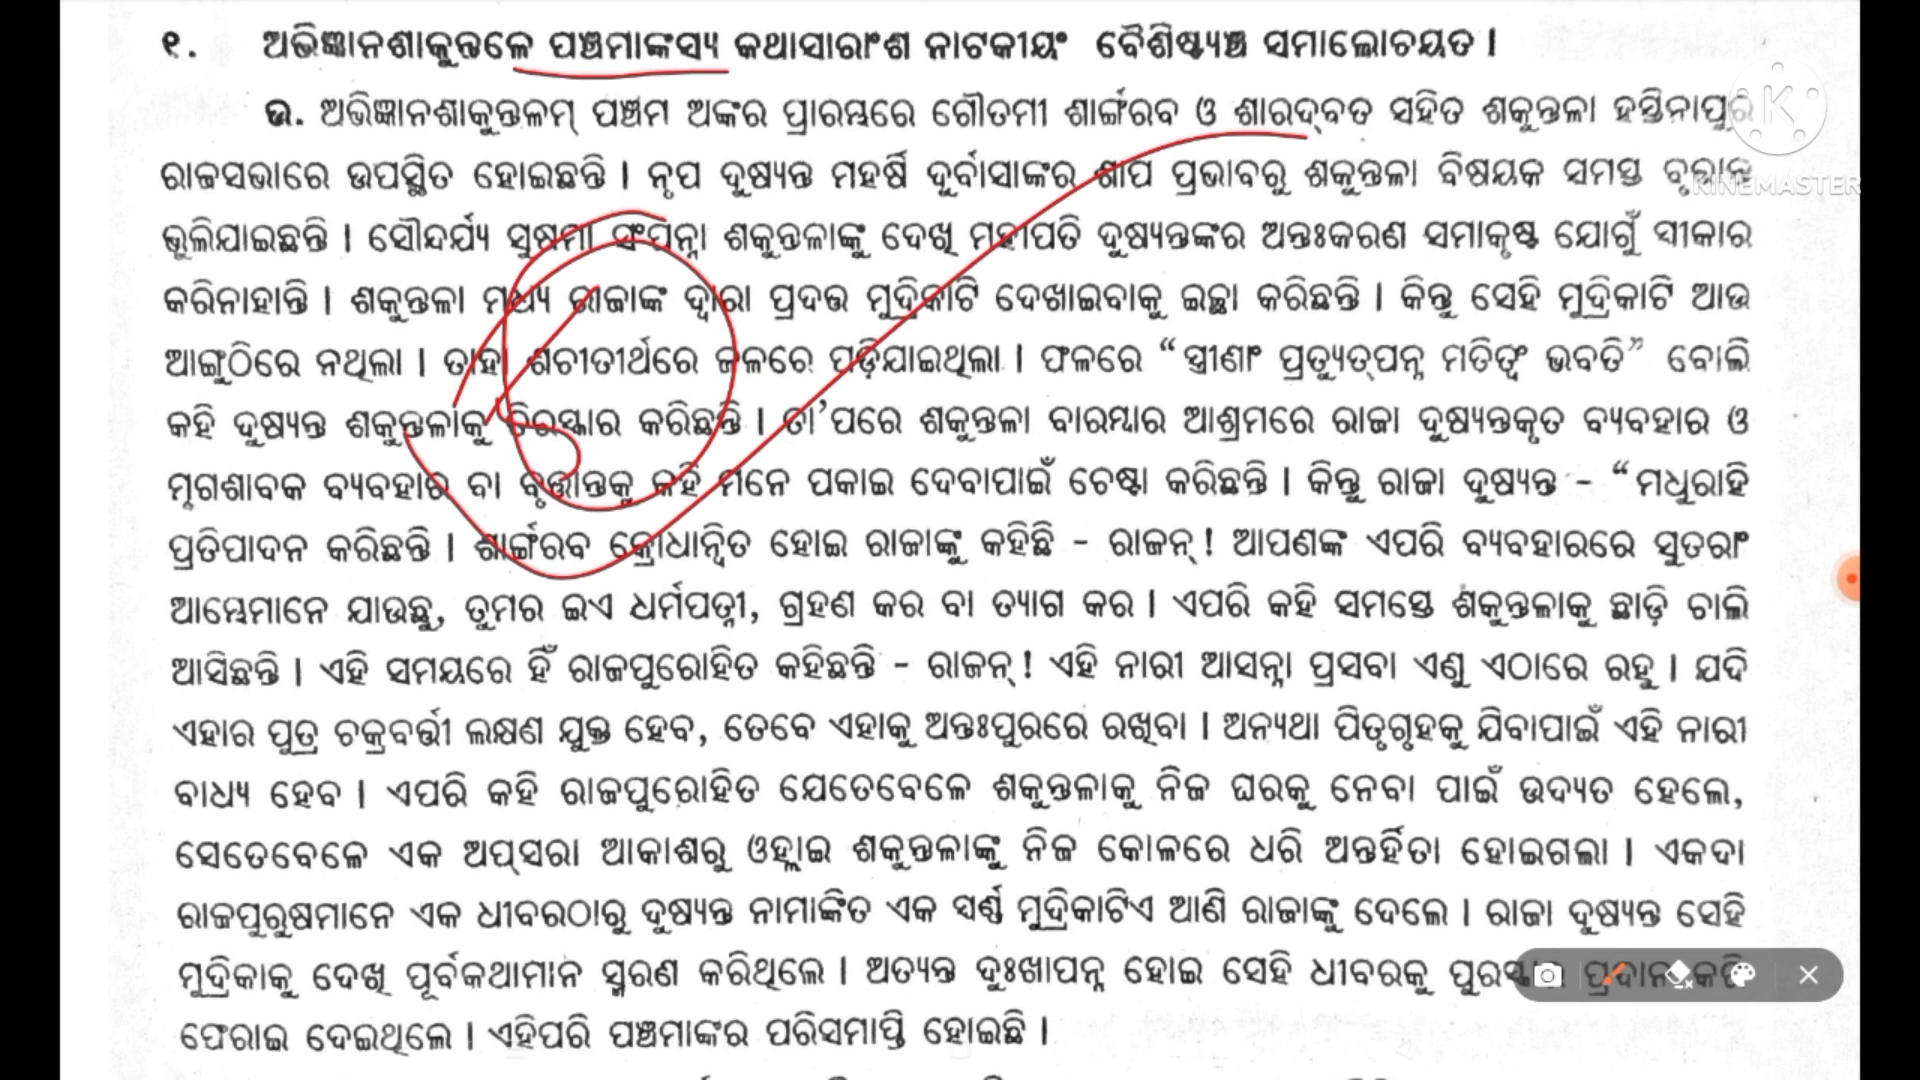 ୧. ଅଭିଜ୍ଞାନଶାକୁନ୍ତଳେ ପଞ୍ଚମାଙ୍କସ୍ୟ କଥାସାରାଂଶ ନାଟକୀୟଂ ବୈଶିଷ୍ଟ୍ୟଞ୍ଚ ସମାଲୋଚୟତ ।
ଉ. ଅଭିଜ୍ଞାନଶାକୁନ୍ତଳମ୍ ପଞ୍ଚମ ଅଙ୍କର ପ୍ରାରମ୍ଭରେ ଗୌତମୀ ଶାର୍ଙ୍ଗରବ ଓ ଶାରଦ୍‌ବତ ସହିତ ଶକୁନ୍ତଳା ହସ୍ତିନାପୁର
ରାଜସଭାରେ ଉପସ୍ଥିତ ହୋଇଛନ୍ତି । ନୃପ ଦୁଷ୍ୟନ୍ତ ମହର୍ଷି ଦୁର୍ବାସାଙ୍କର ଶାପ ପ୍ରଭାବରୁ ଶକୁନ୍ତଳା ବିଷୟକ ସମସ୍ତ ବୃତ୍ତାନ୍ତ
KINEMASTER
ଭୁଲିଯାଇଛନ୍ତି । ସୌନ୍ଦର୍ଯ୍ୟ ସୁଷମା ସଂପନ୍ନା ଶକୁନ୍ତଳାଙ୍କୁ ଦେଖି ମହୀପତି ଦୁଷ୍ୟନ୍ତଙ୍କର ଅନ୍ତଃକରଣ ସମାକୃଷ୍ଟ ଯୋଗୁଁ ସୀକାର
କରିନାହାନ୍ତି । ଶକୁନ୍ତଳା ମଧ୍ୟ ରାଜାଙ୍କ ଦ୍ୱାରା ପ୍ରଦତ୍ତ ମୁଦ୍ରିକାଟି ଦେଖାଇବାକୁ ଇଚ୍ଛା କରିଛନ୍ତି । କିନ୍ତୁ ସେହି ମୁଦ୍ରିକାଟି ଆଉ
ଆଙ୍ଗୁଠିରେ ନଥିଲା । ତାହା ଶଚୀତୀର୍ଥରେ ଜଳରେ ପଡ଼ିଯାଇଥିଲା । ଫଳରେ “ସ୍ତ୍ରୀଣାଂ ପ୍ରତ୍ୟୁତ୍‌ପନ୍ନ ମତିତ୍ୱଂ ଭବତି” ବୋଲି
କହି ଦୁଷ୍ୟନ୍ତ ଶକୁନ୍ତଳାକୁ ତିରସ୍କାର କରିଛନ୍ତି । ତା’ପରେ ଶକୁନ୍ତଳା ବାରମ୍ବାର ଆଶ୍ରମରେ ରାଜା ଦୁଷ୍ୟନ୍ତକୃତ ବ୍ୟବହାର ଓ
ମୃଗଶାବକ ବ୍ୟବହାର ବା ବୃତ୍ତାନ୍ତକୁ କହି ମନେ ପକାଇ ଦେବାପାଇଁ ଚେଷ୍ଟା କରିଛନ୍ତି । କିନ୍ତୁ ରାଜା ଦୁଷ୍ୟନ୍ତ - “ମଧୁରାହି
ପ୍ରତିପାଦନ କରିଛନ୍ତି । ଶାର୍ଙ୍ଗରବ କ୍ରୋଧାନ୍ୱିତ ହୋଇ ରାଜାଙ୍କୁ କହିଛି - ରାଜନ୍ ! ଆପଣଙ୍କ ଏପରି ବ୍ୟବହାରରେ ସୁତରାଂ
ଆମ୍ଭେମାନେ ଯାଉଛୁ, ତୁମର ଇଏ ଧର୍ମପତ୍ନୀ, ଗ୍ରହଣ କର ବା ତ୍ୟାଗ କର । ଏପରି କହି ସମସ୍ତେ ଶକୁନ୍ତଳାକୁ ଛାଡ଼ି ଚାଲି
ଆସିଛନ୍ତି । ଏହି ସମୟରେ ହିଁ ରାଜପୁରୋହିତ କହିଛନ୍ତି - ରାଜନ୍ ! ଏହି ନାରୀ ଆସନ୍ନା ପ୍ରସବା ଏଣୁ ଏଠାରେ ରହୁ । ଯଦି
ଏହାର ପୁତ୍ର ଚକ୍ରବର୍ତ୍ତୀ ଲକ୍ଷଣ ଯୁକ୍ତ ହେବ, ତେବେ ଏହାକୁ ଅନ୍ତଃପୁରରେ ରଖିବା । ଅନ୍ୟଥା ପିତୃଗୃହକୁ ଯିବାପାଇଁ ଏହି ନାରୀ
ବାଧ୍ୟ ହେବ । ଏପରି କହି ରାଜପୁରୋହିତ ଯେତେବେଳେ ଶକୁନ୍ତଳାକୁ ନିଜ ଘରକୁ ନେବା ପାଇଁ ଉଦ୍ୟତ ହେଲେ,
ସେତେବେଳେ ଏକ ଅପ୍‌ସରା ଆକାଶରୁ ଓହ୍ଲାଇ ଶକୁନ୍ତଳାଙ୍କୁ ନିଜ କୋଳରେ ଧରି ଅନ୍ତର୍ହିତା ହୋଇଗଲା । ଏକଦା
ରାଜପୁରୁଷମାନେ ଏକ ଧୀବରଠାରୁ ଦୁଷ୍ୟନ୍ତ ନାମାଙ୍କିତ ଏକ ସ୍ୱର୍ଣ୍ଣ ମୁଦ୍ରିକାଟିଏ ଆଣି ରାଜାଙ୍କୁ ଦେଲେ । ରାଜା ଦୁଷ୍ୟନ୍ତ ସେହି
ମୁଦ୍ରିକାକୁ ଦେଖି ପୂର୍ବକଥାମାନ ସ୍ମରଣ କରିଥିଲେ । ଅତ୍ୟନ୍ତ ଦୁଃଖାପନ୍ନ ହୋଇ ସେହି ଧୀବରକୁ ପୁରସ୍କାର ପ୍ରଦାନ କରି
ଫେରାଇ ଦେଇଥିଲେ । ଏହିପରି ପଞ୍ଚମାଙ୍କର ପରିସମାପ୍ତି ହୋଇଛି ।